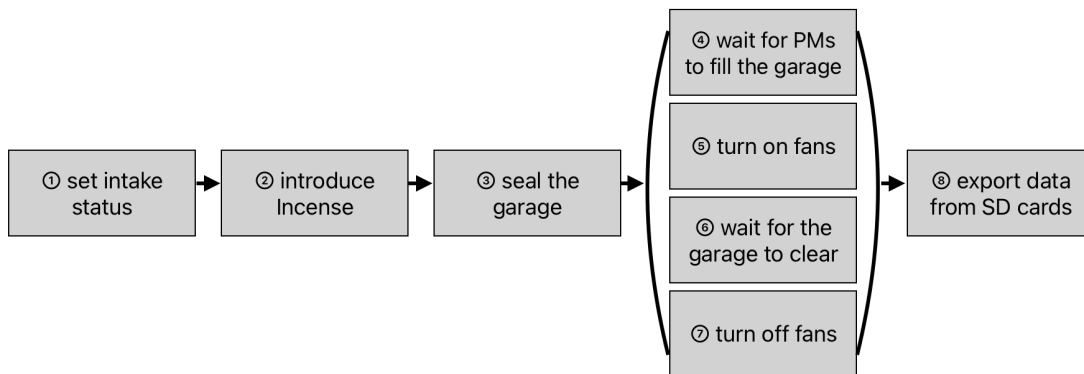 ① set intake
status
② introduce
Incense
③ seal the
garage
④ wait for PMs
to fill the garage
⑤ turn on fans
⑥ wait for the
garage to clear
⑦ turn off fans
⑧ export data
from SD cards